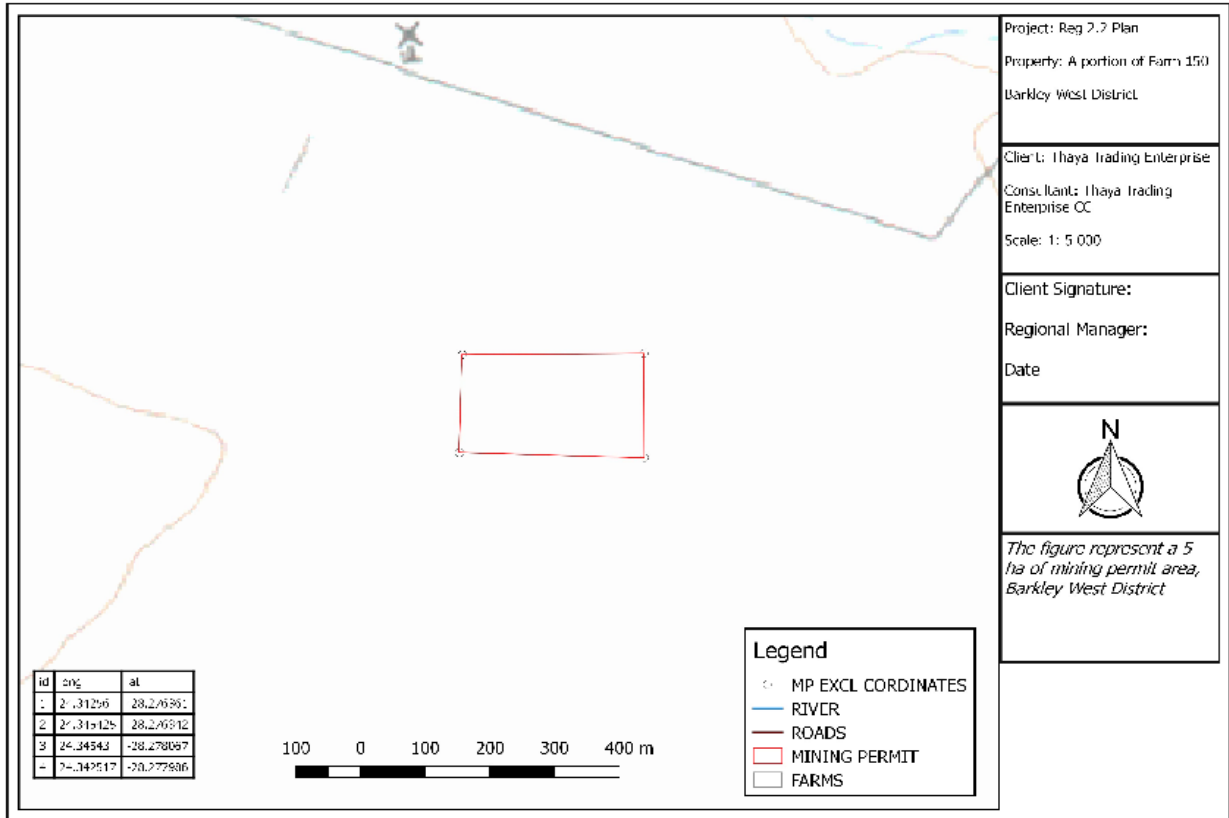 Project: Reg 2.2 Plan
Property: A portion of Farm 150
Barkley West District
Client: Thaya Trading Enterprise
Consultant: Thaya Trading
Enterprise CC
Scale: 1: 5 000
Client Signature:
Regional Manager:
Date
N
The figure represent a 5
ha of mining permit area,
Barkley West District
Legend
MP EXCL CORDINATES
RIVER
ROADS
MINING PERMIT
FARMS
id
1
2
3 -28.278067
100 0 100 200 300 400 m